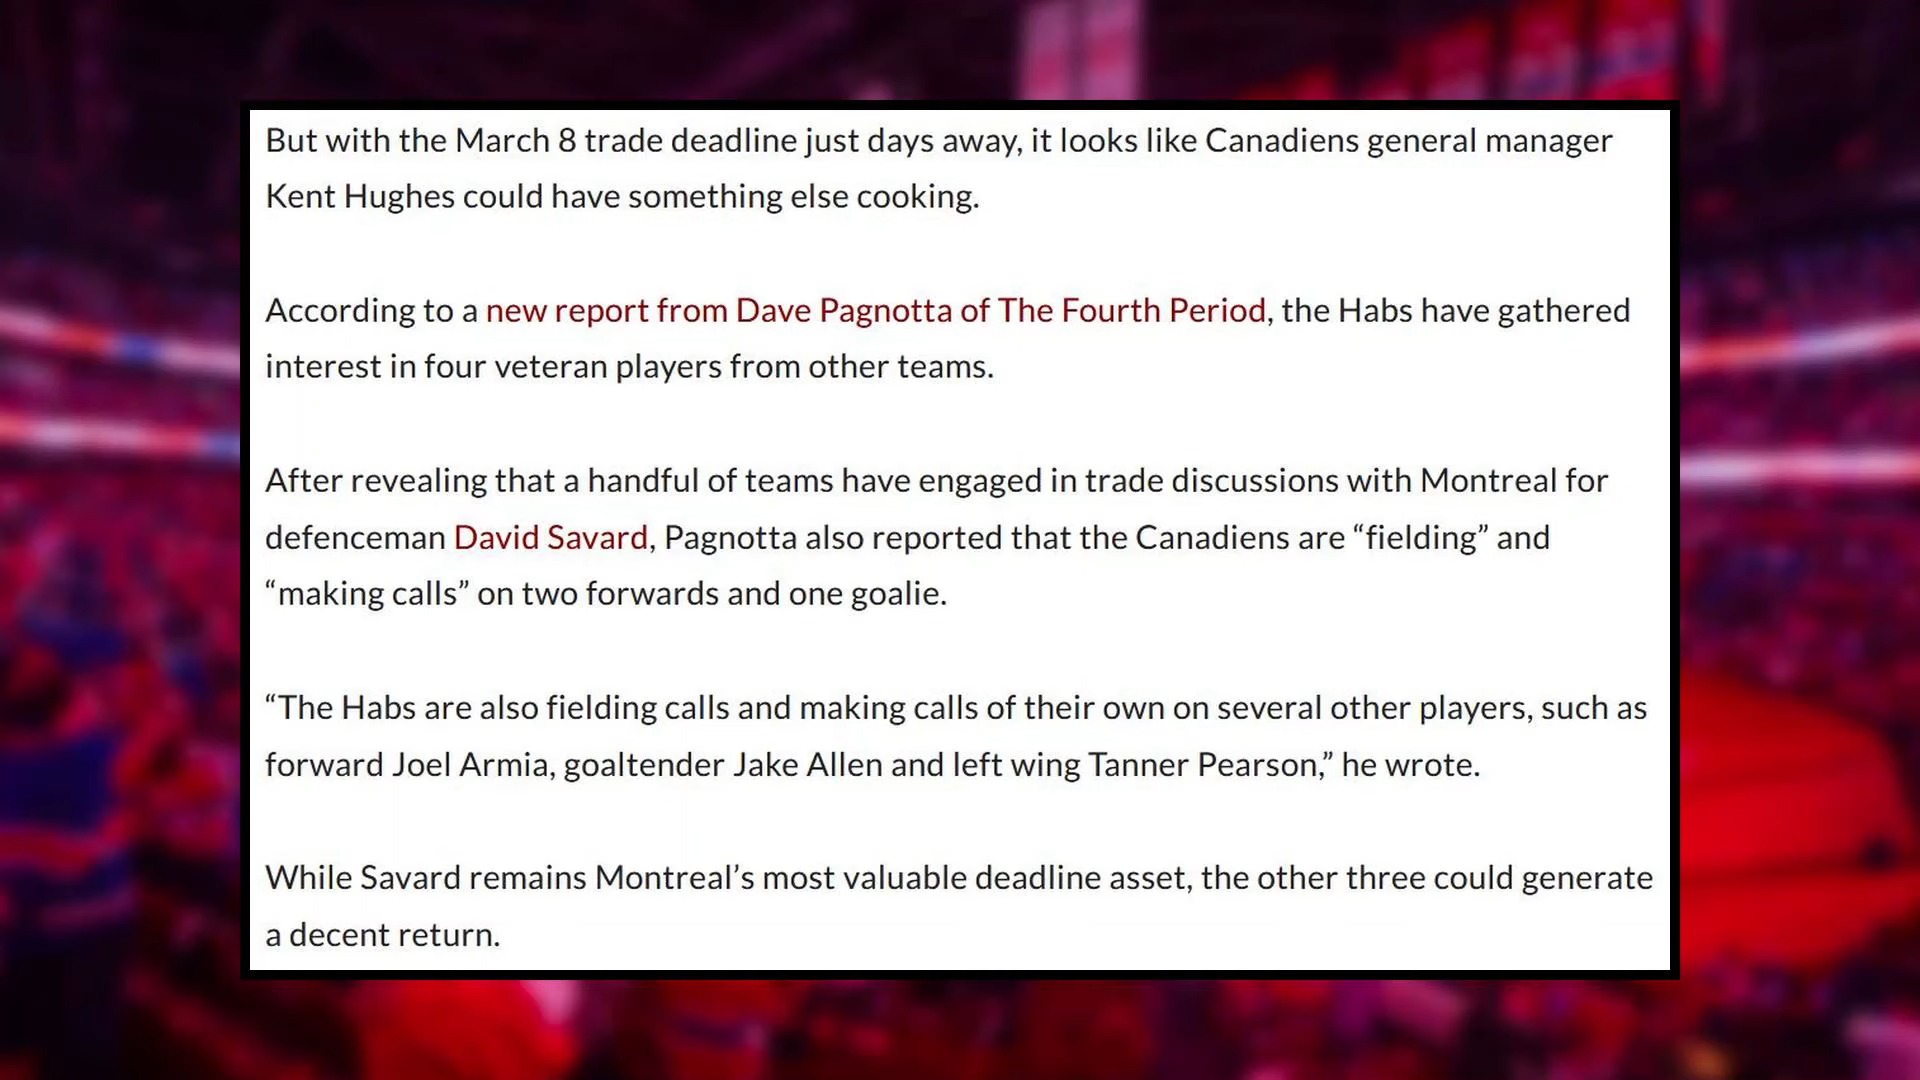 But with the March 8 trade deadline just days away, it looks like Canadiens general manager
Kent Hughes could have something else cooking.
According to a new report from Dave Pagnotta of The Fourth Period, the Habs have gathered
interest in four veteran players from other teams.
After revealing that a handful of teams have engaged in trade discussions with Montreal for
defenceman David Savard, Pagnotta also reported that the Canadiens are “fielding” and
“making calls” on two forwards and one goalie.
“The Habs are also fielding calls and making calls of their own on several other players, such as
forward Joel Armia, goaltender Jake Allen and left wing Tanner Pearson,” he wrote.
While Savard remains Montreal’s most valuable deadline asset, the other three could generate
a decent return.